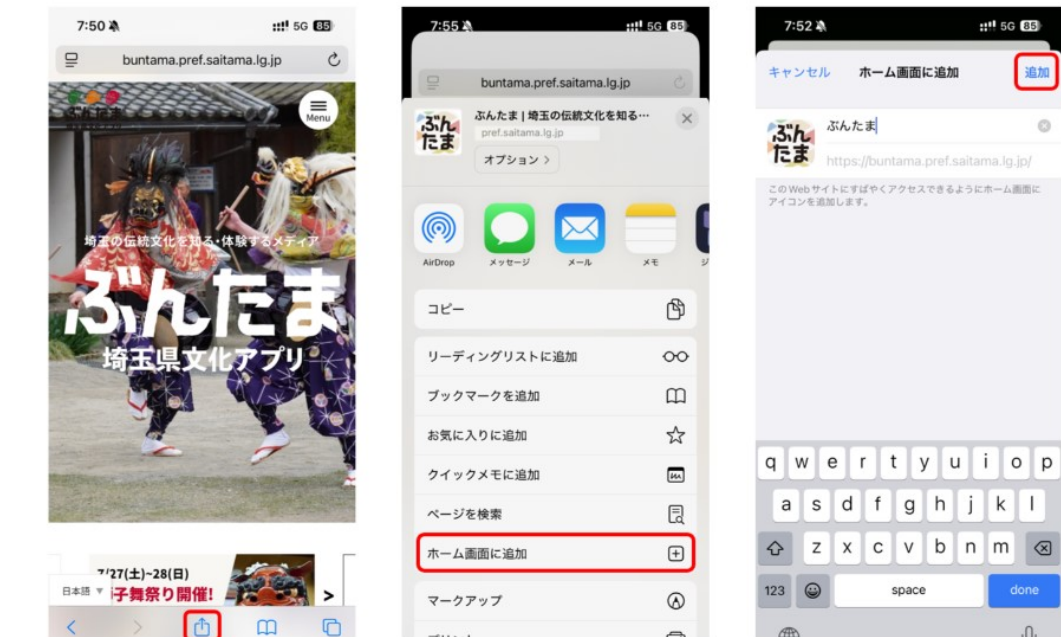 7:50
5G 85
buntama.pref.saitama.lg.jp
ぶんたま
Menu
埼玉の伝統文化を知る・体験するメディア
ぶんたま
埼玉県文化アプリ
7/27(土)~28(日)
子舞祭り開催!
日本語 ▼
>
7:55
5G 85
buntama.pref.saitama.lg.jp
ぶんたま
ぶんたま | 埼玉の伝統文化を知る…
pref.saitama.lg.jp
オプション >
AirDrop
メッセージ
メール
メモ
コピー
リーディングリストに追加
ブックマークを追加
お気に入りに追加
クイックメモに追加
ページを検索
ホーム画面に追加
マークアップ
7:52
5G 85
キャンセル
ホーム画面に追加
追加
ぶんたま
ぶんたま
https://buntama.pref.saitama.lg.jp/
このWebサイトにすばやくアクセスできるようにホーム画面に
アイコンを追加します。
q w e r t y u i o p
a s d f g h j k l
z x c v b n m
123 space done